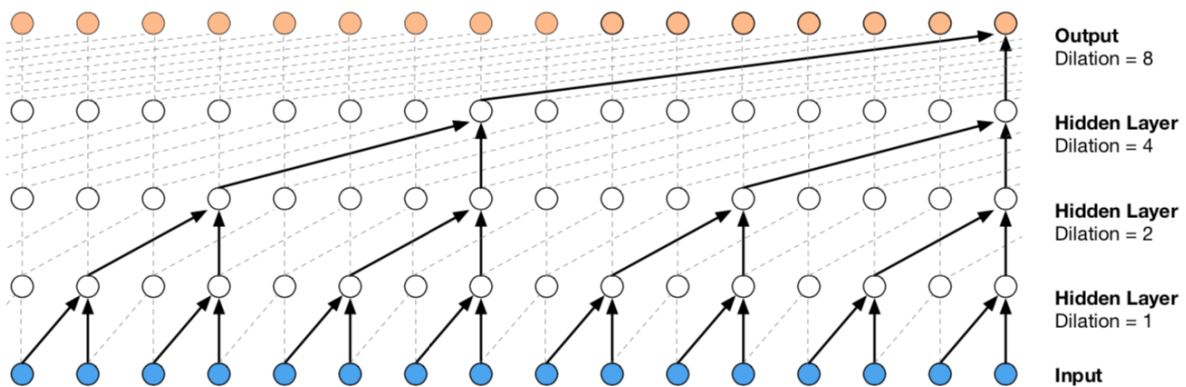 Output
Dilation = 8
Hidden Layer
Dilation = 4
Hidden Layer
Dilation = 2
Hidden Layer
Dilation = 1
Input